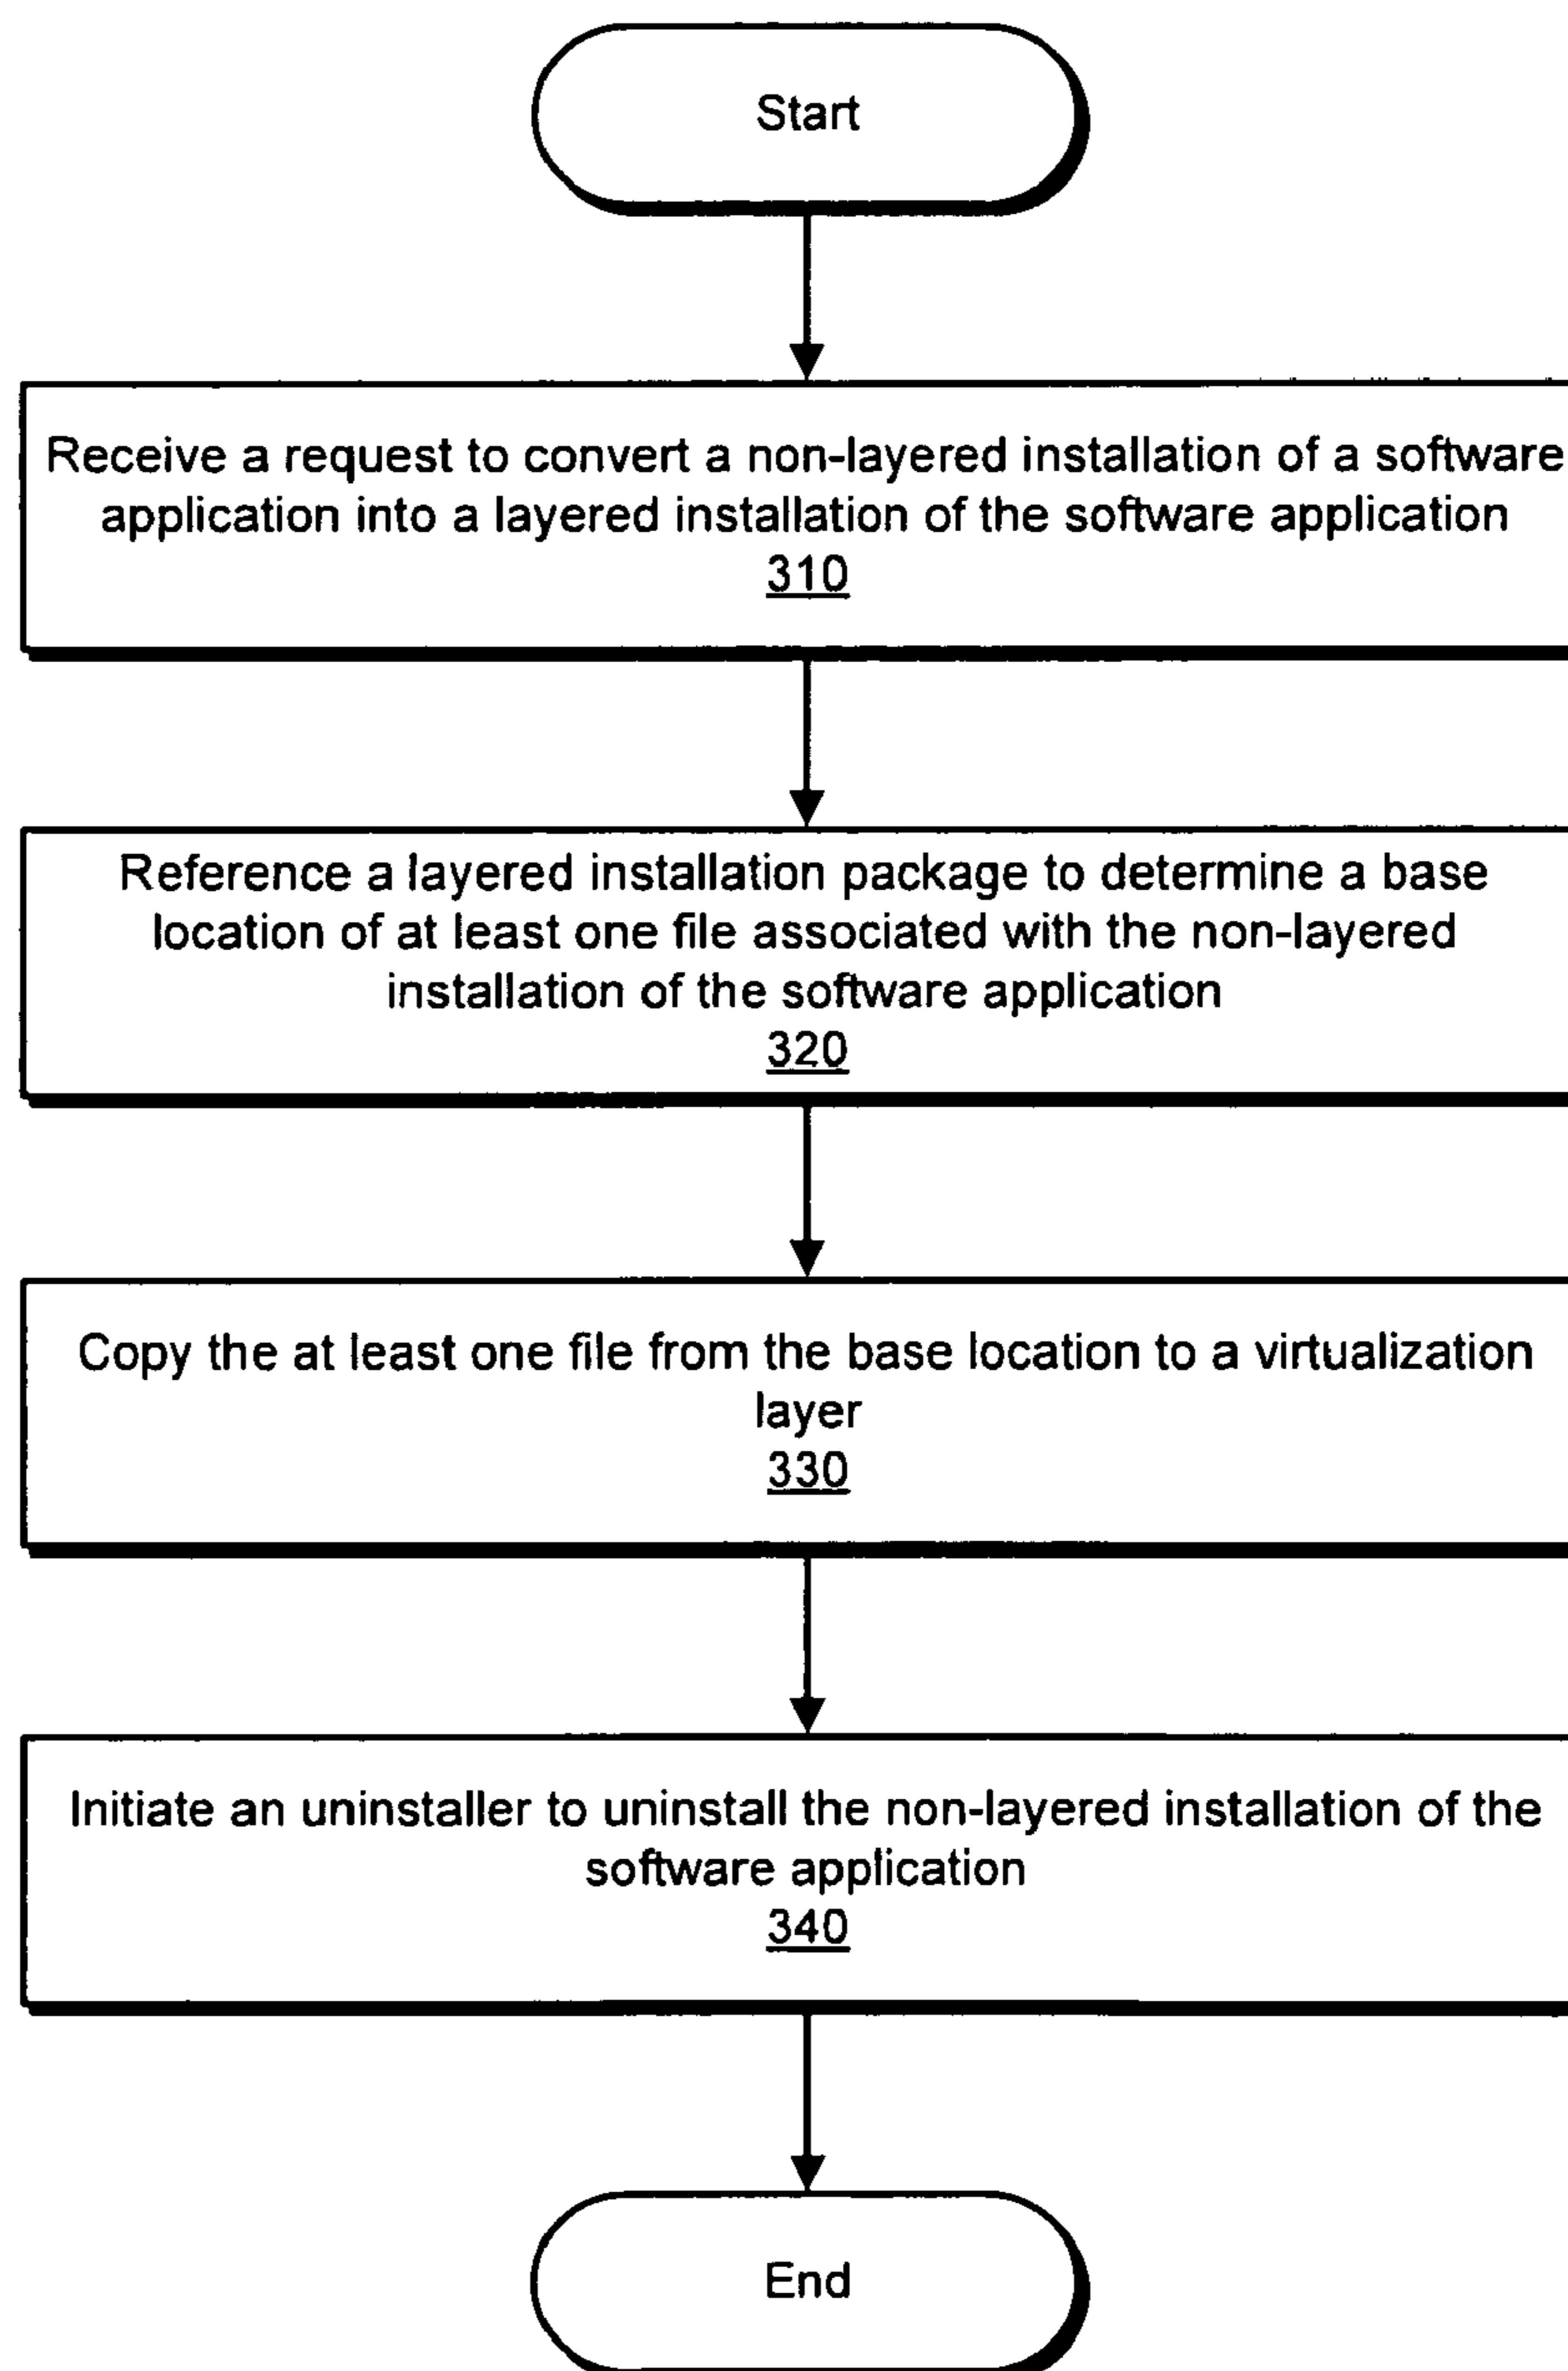 Start
Receive a request to convert a non-layered installation of a software
application into a layered installation of the software application
310
Reference a layered installation package to determine a base
location of at least one file associated with the non-layered
installation of the software application
320
Copy the at least one file from the base location to a virtualization
layer
330
Initiate an uninstaller to uninstall the non-layered installation of the
software application
340
End